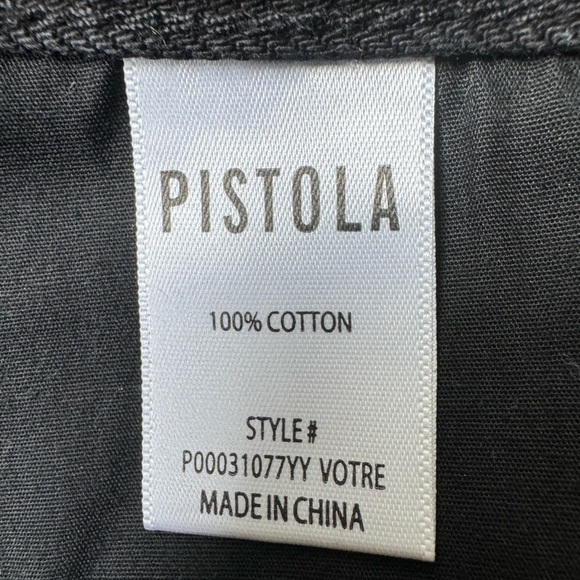 PISTOLA
100% COTTON
STYLE#
P00031077YY VOTRE
MADE IN CHINA